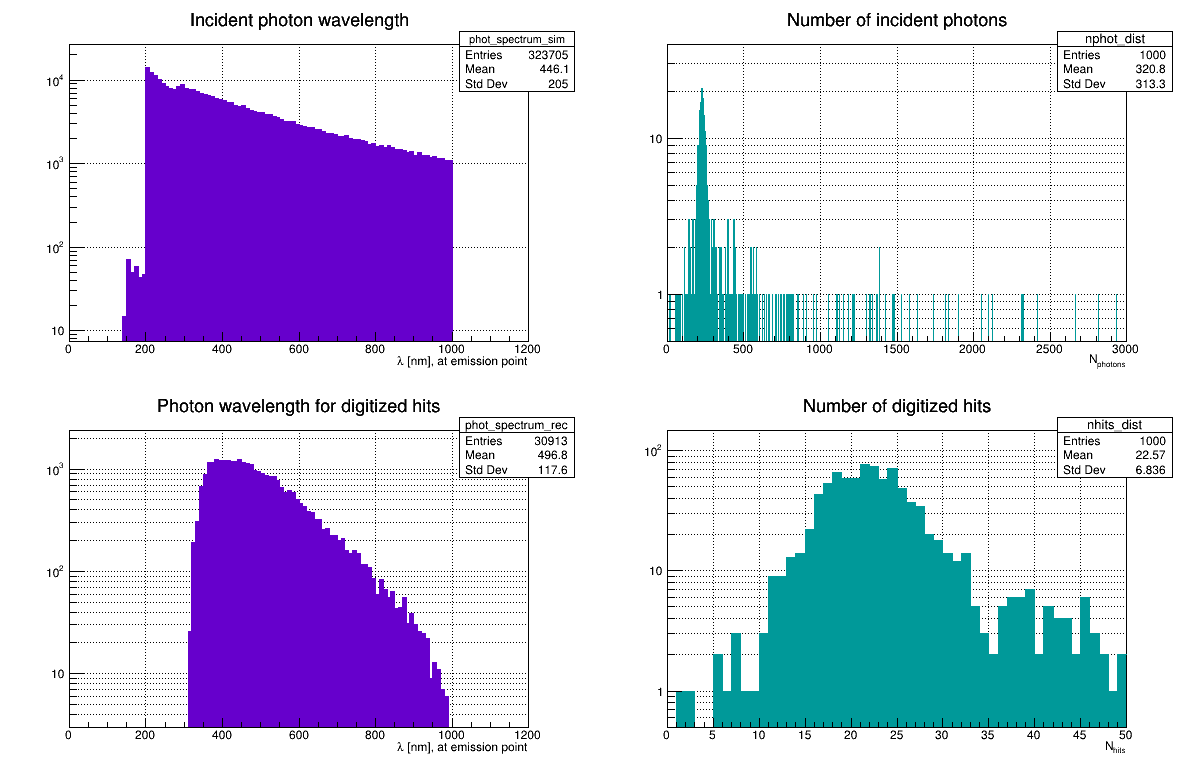 Incident photon wavelength
phot_spectrum_sim
Entries 323705
Mean 446.1
Std Dev 205
10^4
10^3
10^2
10
0 200 400 600 800 1000 1200
λ [nm], at emission point
Number of incident photons
nphot_dist
Entries 1000
Mean 320.8
Std Dev 313.3
10
1
0 500 1000 1500 2000 2500 3000
N_photons
Photon wavelength for digitized hits
phot_spectrum_rec
Entries 30913
Mean 496.8
Std Dev 117.6
10^3
10^2
10
0 200 400 600 800 1000 1200
λ [nm], at emission point
Number of digitized hits
nhits_dist
Entries 1000
Mean 22.57
Std Dev 6.836
10^2
10
1
0 5 10 15 20 25 30 35 40 45 50
N_hits